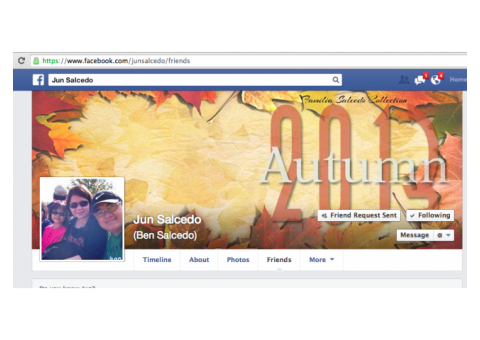 https://www.facebook.com/junsalcedo/friends
f Jun Salcedo
Home
Familia Salcedo Collection
2013
Autumn
Jun Salcedo
(Ben Salcedo)
Friend Request Sent
Following
Message
Timeline About Photos Friends More